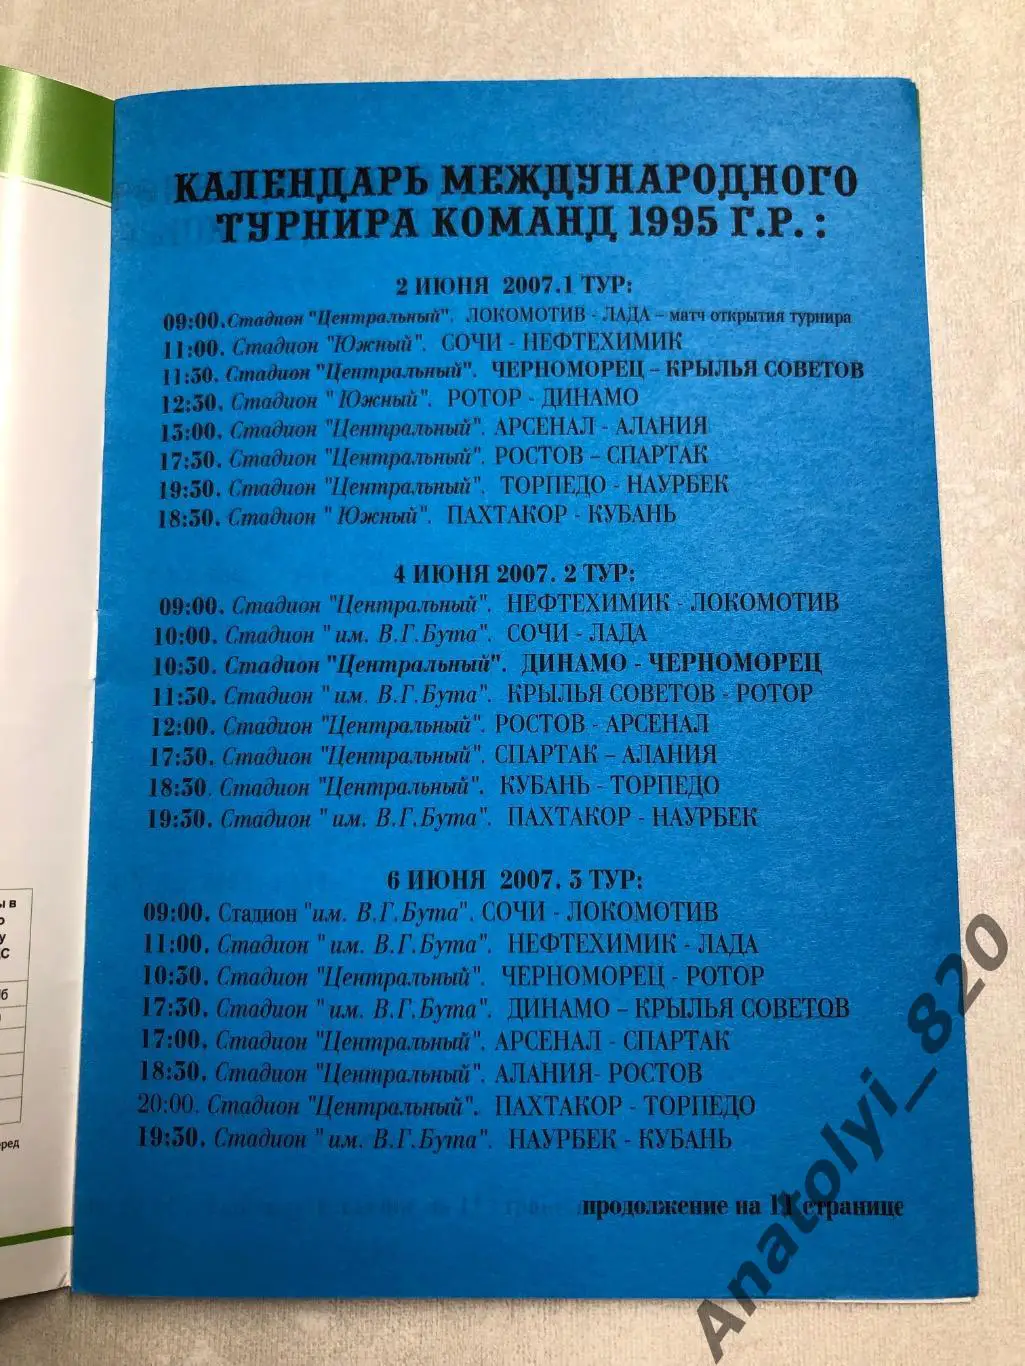 КАЛЕНДАРЬ МЕЖДУНАРОДНОГО
ТУРНИРА КОМАНД 1995 Г.Р. :
2 ИЮНЯ 2007.1 ТУР:
09:00.Стадион "Центральный". ЛОКОМОТИВ - ЛАДА – матч открытия турнира
11:00. Стадион "Южный". СОЧИ - НЕФТЕХИМИК
11:30. Стадион "Центральный". ЧЕРНОМОРЕЦ – КРЫЛЬЯ СОВЕТОВ
12:30. Стадион " Южный". РОТОР - ДИНАМО
13:00. Стадион "Центральный". АРСЕНАЛ - АЛАНИЯ
17:30. Стадион "Центральный". РОСТОВ – СПАРТАК
19:30. Стадион "Центральный". ТОРПЕДО - НАУРБЕК
18:30. Стадион " Южный". ПАХТАКОР - КУБАНЬ
4 ИЮНЯ 2007. 2 ТУР:
09:00. Стадион "Центральный". НЕФТЕХИМИК - ЛОКОМОТИВ
10:00. Стадион " им. В.Г.Бута". СОЧИ - ЛАДА
10:30. Стадион "Центральный". ДИНАМО - ЧЕРНОМОРЕЦ
11:30. Стадион " им. В.Г.Бута". КРЫЛЬЯ СОВЕТОВ - РОТОР
12:00. Стадион "Центральный". РОСТОВ - АРСЕНАЛ
17:30. Стадион "Центральный". СПАРТАК – АЛАНИЯ
18:30. Стадион "Центральный". КУБАНЬ - ТОРПЕДО
19:30. Стадион "им. В.Г.Бута". ПАХТАКОР - НАУРБЕК
6 ИЮНЯ 2007. 3 ТУР:
09:00. Стадион "им. В.Г.Бута". СОЧИ - ЛОКОМОТИВ
11:00. Стадион " им. В.Г.Бута". НЕФТЕХИМИК - ЛАДА
10:30. Стадион "Центральный". ЧЕРНОМОРЕЦ - РОТОР
17:30. Стадион " им. В.Г.Бута". ДИНАМО – КРЫЛЬЯ СОВЕТОВ
17:00. Стадион "Центральный". АРСЕНАЛ - СПАРТАК
18:30. Стадион "Центральный". АЛАНИЯ- РОСТОВ
20:00. Стадион "Центральный". ПАХТАКОР - ТОРПЕДО
19:30. Стадион " им. В.Г.Бута". НАУРБЕК - КУБАНЬ
продолжение на 11 странице
Anatolyi_820